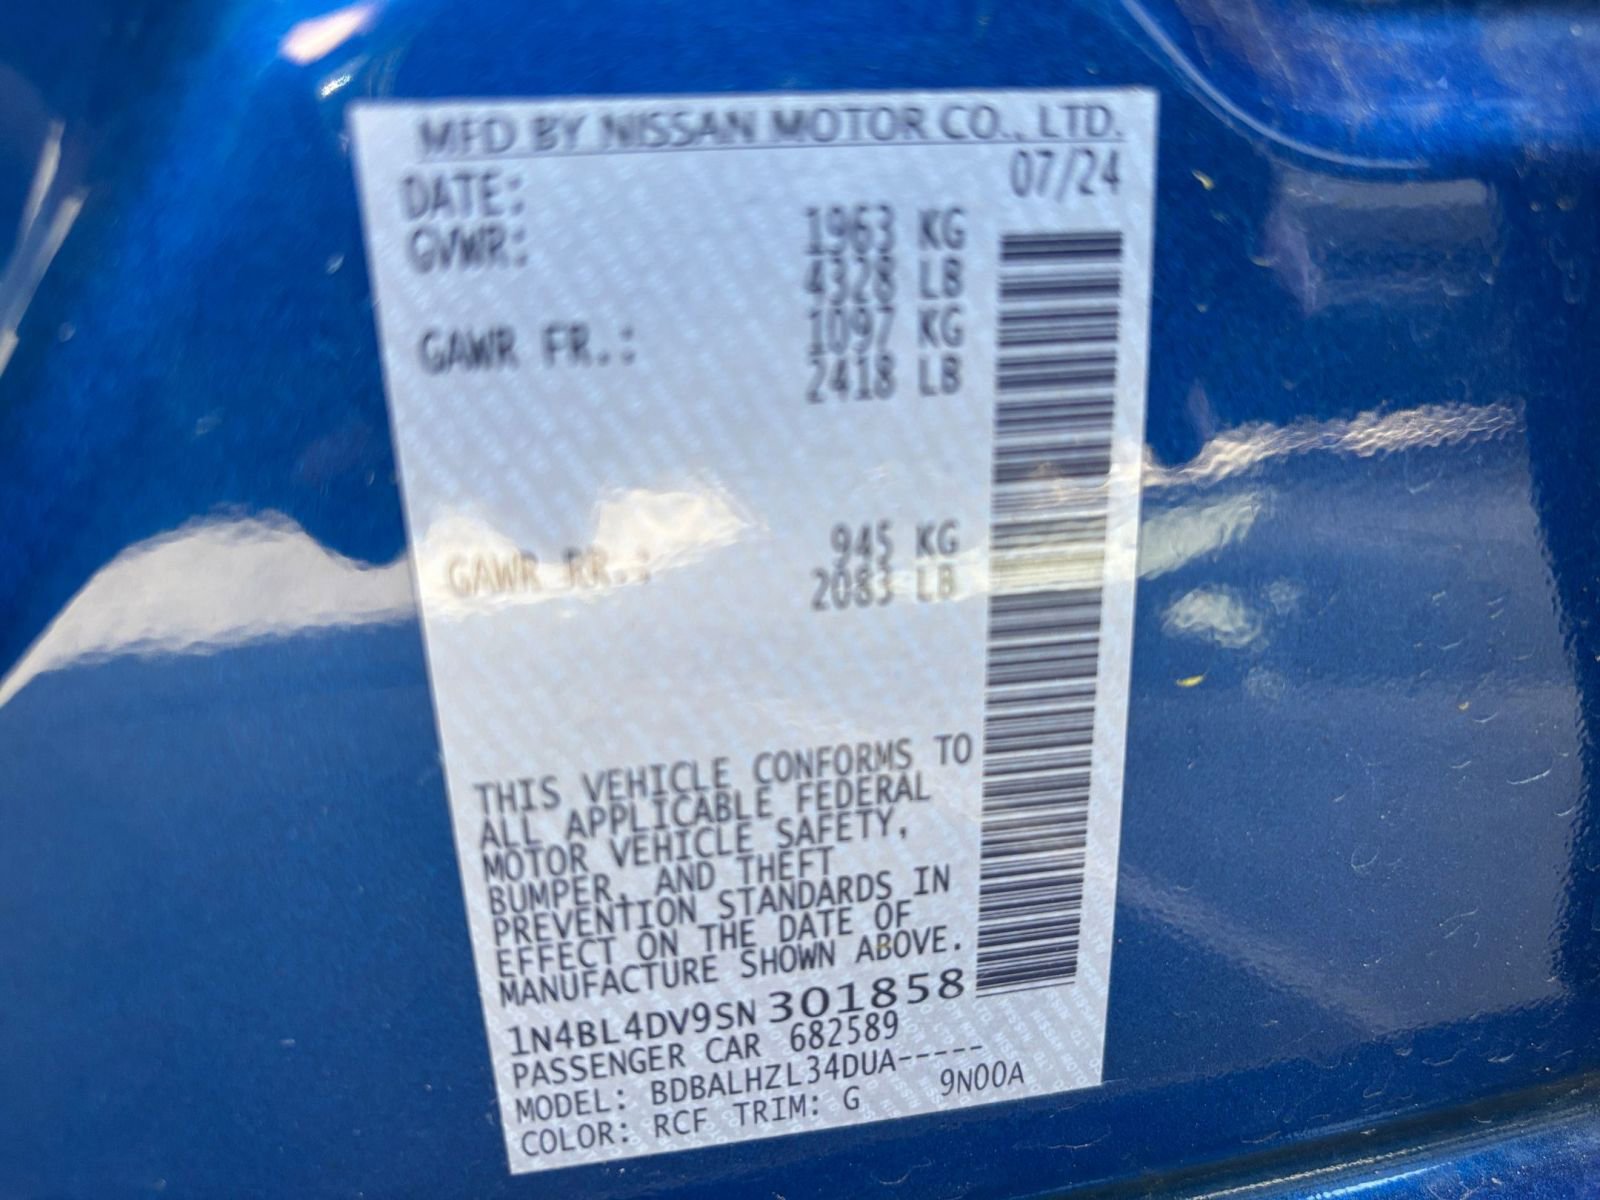 MFD BY NISSAN MOTOR CO., LTD.
DATE: 07/24
GVWR: 1963 KG
4328 LB
GAWR FR.: 1097 KG
2418 LB
GAWR RR.: 945 KG
2083 LB
THIS VEHICLE CONFORMS TO
ALL APPLICABLE FEDERAL
MOTOR VEHICLE SAFETY,
BUMPER, AND THEFT
PREVENTION STANDARDS IN
EFFECT ON THE DATE OF
MANUFACTURE SHOWN ABOVE.
1N4BL4DV9SN301858
PASSENGER CAR 682589
MODEL: BDBALHZL34DUA-----
COLOR: RCF TRIM: G 9N00A